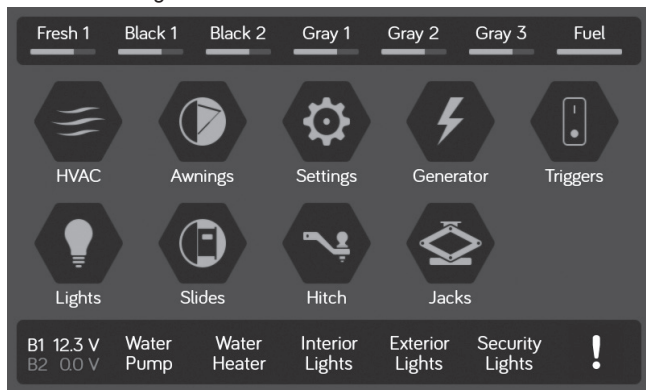 Fresh 1 Black 1 Black 2 Gray 1 Gray 2 Gray 3 Fuel
HVAC Awnings Settings Generator Triggers
Lights Slides Hitch Jacks
B1 12.3 V Water Water Interior Exterior Security !
B2 0.0 V Pump Heater Lights Lights Lights